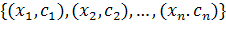 {(x₁,c₁),(x₂,c₂),...,(xₙ.cₙ)}